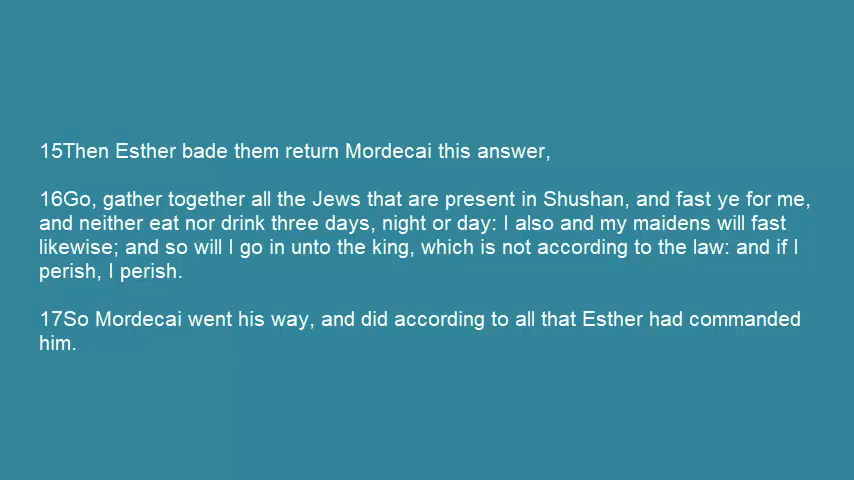 15Then Esther bade them return Mordecai this answer,
16Go, gather together all the Jews that are present in Shushan, and fast ye for me,
and neither eat nor drink three days, night or day: I also and my maidens will fast
likewise; and so will I go in unto the king, which is not according to the law: and if I
perish, I perish.
17So Mordecai went his way, and did according to all that Esther had commanded
him.